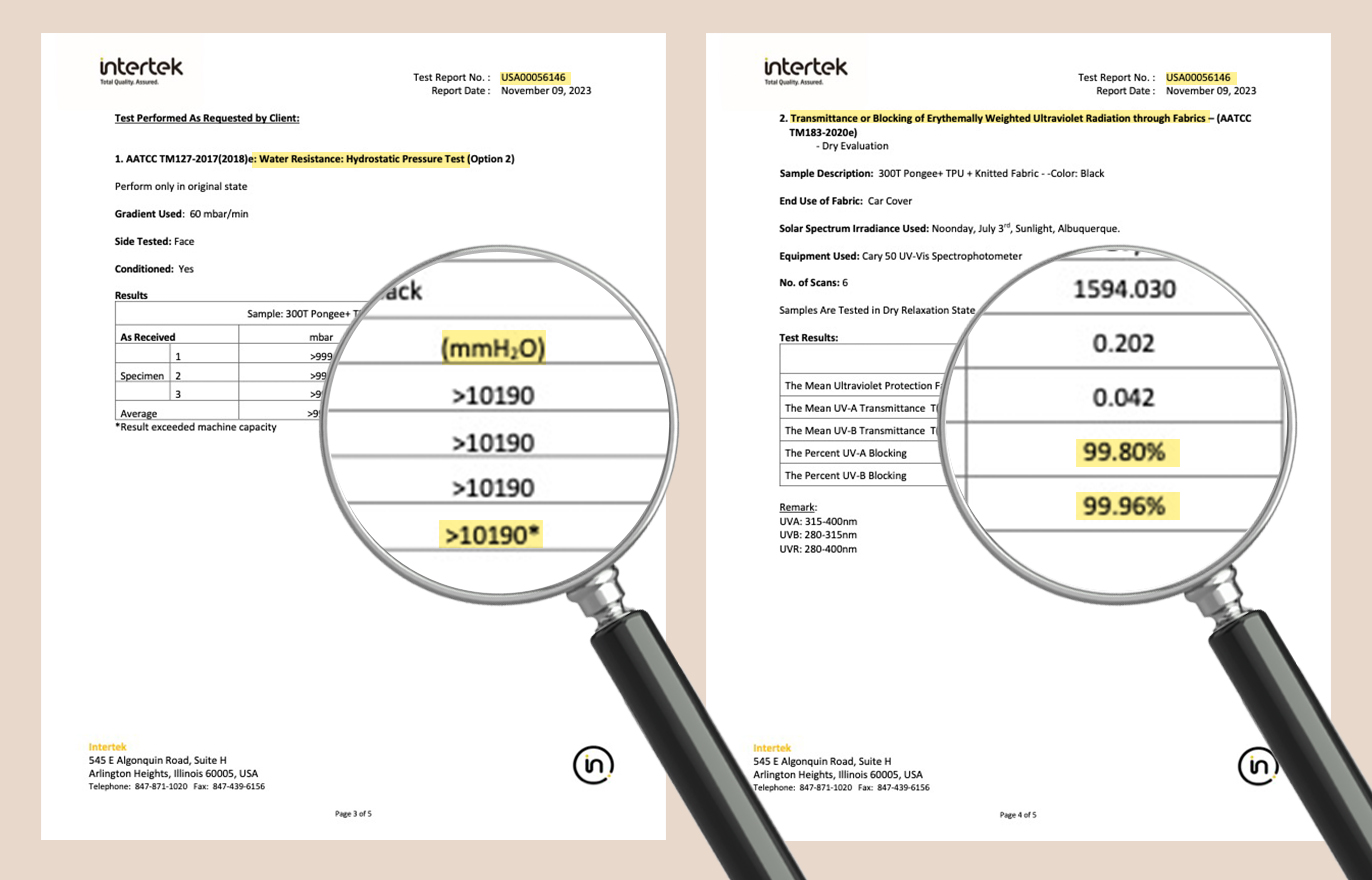 intertek
Total Quality. Assured.
Test Report No. : USA00056146
Report Date : November 09, 2023
Test Performed As Requested by Client:
1. AATCC TM127-2017(2018)e: Water Resistance: Hydrostatic Pressure Test (Option 2)
Perform only in original state
Gradient Used: 60 mbar/min
Side Tested: Face
Conditioned: Yes
Results
Sample: 300T Pongee+
As Received mbar
1 >999
Specimen 2
3
Average
*Result exceeded machine capacity
(mmH₂O)
>10190
>10190
>10190
>10190*
Intertek
545 E Algonquin Road, Suite H
Arlington Heights, Illinois 60005, USA
Telephone: 847-871-1020 Fax: 847-439-6156
in
Page 3 of 5
intertek
Total Quality. Assured.
Test Report No. : USA00056146
Report Date : November 09, 2023
2. Transmittance or Blocking of Erythemally Weighted Ultraviolet Radiation through Fabrics – (AATCC
TM183-2020e)
- Dry Evaluation
Sample Description: 300T Pongee+ TPU + Knitted Fabric - -Color: Black
End Use of Fabric: Car Cover
Solar Spectrum Irradiance Used: Noonday, July 3rd, Sunlight, Albuquerque.
Equipment Used: Cary 50 UV-Vis Spectrophotometer
No. of Scans: 6
Samples Are Tested in Dry Relaxation State
Test Results:
The Mean Ultraviolet Protection
The Mean UV-A Transmittance
The Mean UV-B Transmittance
The Percent UV-A Blocking
The Percent UV-B Blocking
1594.030
0.202
0.042
99.80%
99.96%
Remark:
UVA: 315-400nm
UVB: 280-315nm
UVR: 280-400nm
Intertek
545 E Algonquin Road, Suite H
Arlington Heights, Illinois 60005, USA
Telephone: 847-871-1020 Fax: 847-439-6156
in
Page 4 of 5